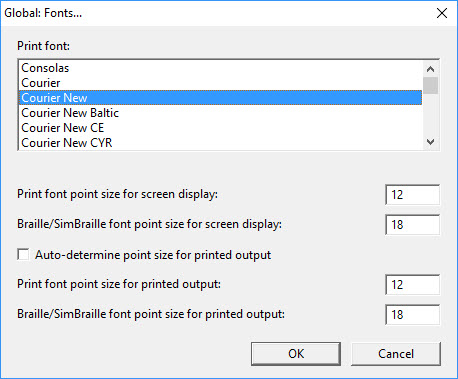 Global: Fonts...
Print font:
Consolas
Courier
Courier New
Courier New Baltic
Courier New CE
Courier New CYR
Print font point size for screen display: 12
Braille/SimBraille font point size for screen display: 18
Auto-determine point size for printed output
Print font point size for printed output: 12
Braille/SimBraille font point size for printed output: 18
OK Cancel